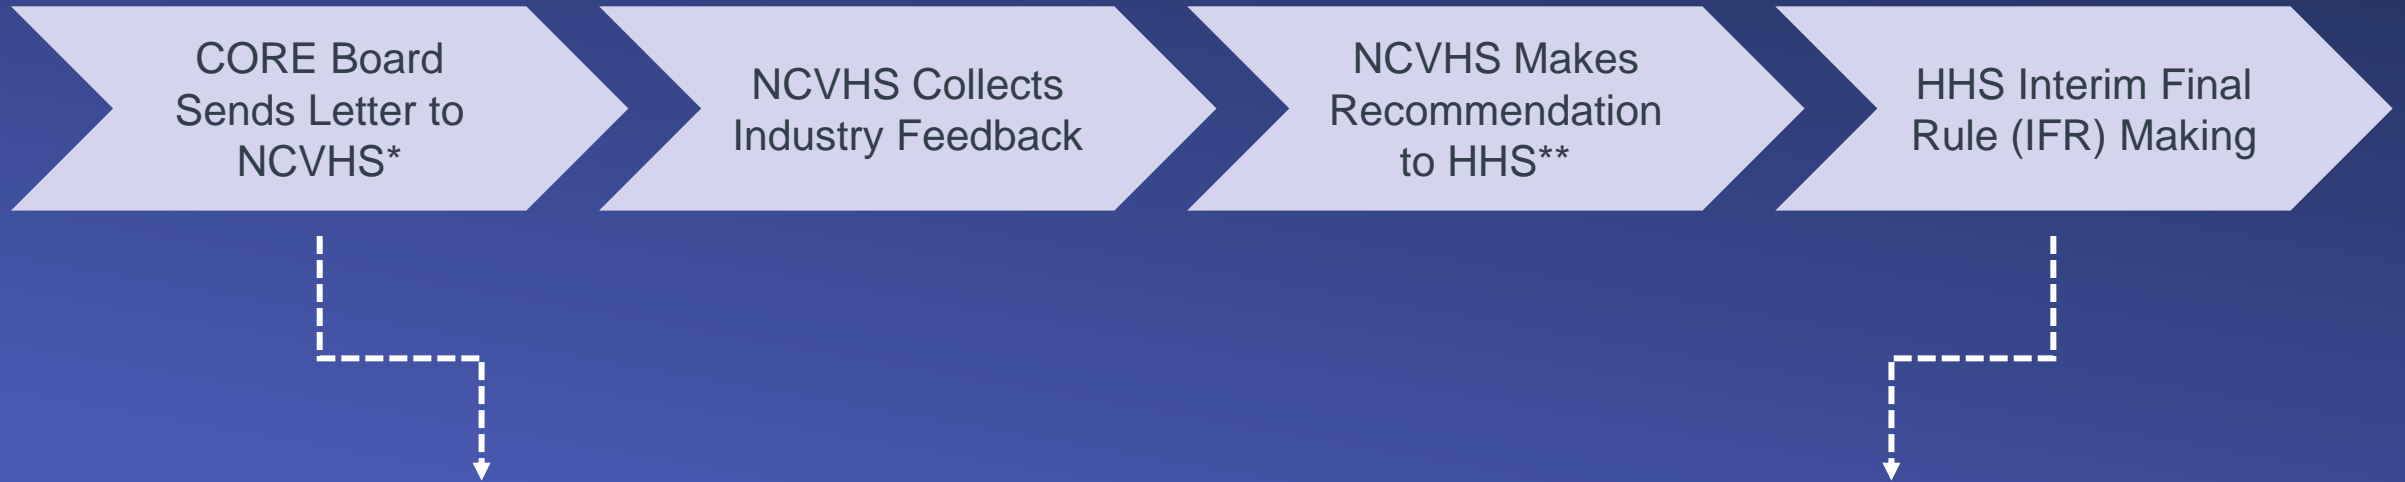 CORE Board
Sends Letter to
NCVHS*
NCVHS Collects
Industry Feedback
NCVHS Makes
Recommendation
to HHS**
HHS Interim Final
Rule (IFR) Making